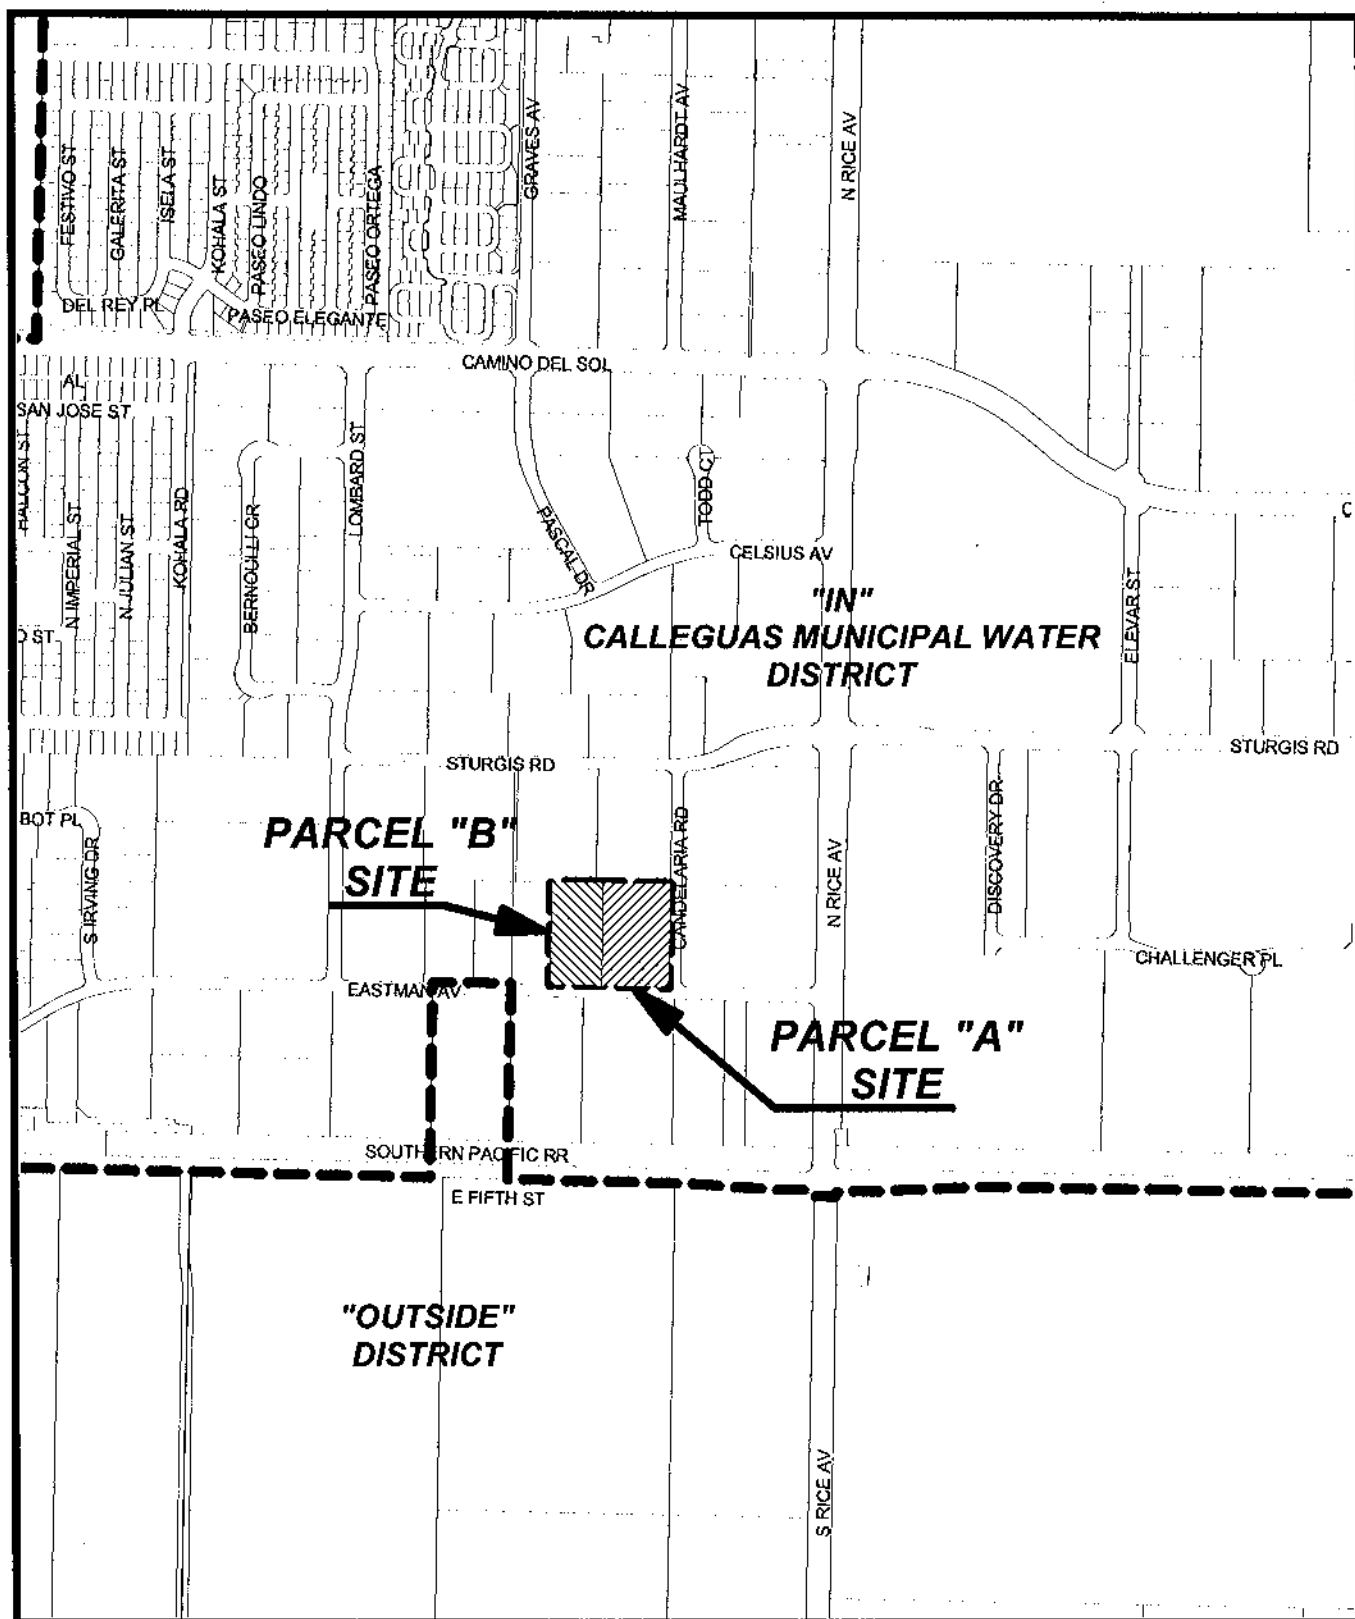 GRAVES AV
MAULHARDT AV
N RICE AV
FESTIVO ST
GALERITA ST
ISELA ST
KOHALA ST
PASEO LINDO
PASEO ORTEGA
DEL REY PL
PASEO ELEGANTE
CAMINO DEL SOL
AL
SAN JOSE ST
HALCON ST
N IMPERIAL ST
N JULIAN ST
KOHALA RD
BERNOULLI CR
LOMBARD ST
PASCAL DR
TODD CT
CELSIUS AV
C
ELEVAR ST
"IN"
CALLEGUAS MUNICIPAL WATER
DISTRICT
O ST
STURGIS RD
STURGIS RD
BOT PL
S IRVING DR
PARCEL "B"
SITE
CANDELARIA RD
N RICE AV
DISCOVERY DR
CHALLENGER PL
EASTMAN AV
PARCEL "A"
SITE
SOUTHERN PACIFIC RR
E FIFTH ST
"OUTSIDE"
DISTRICT
S RICE AV